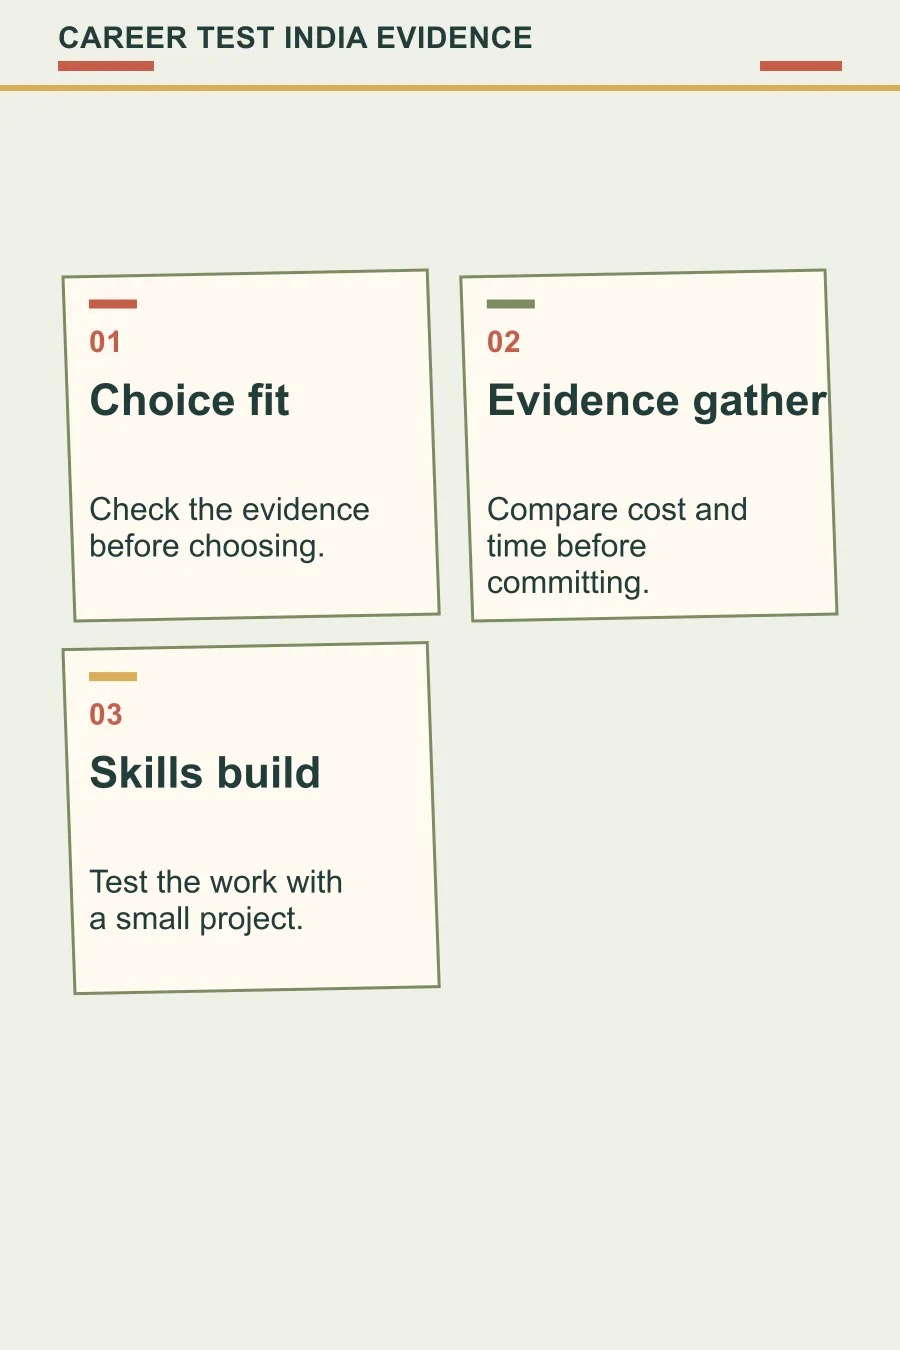 CAREER TEST INDIA EVIDENCE
01
Choice fit
Check the evidence
before choosing.
02
Evidence gather
Compare cost and
time before
committing.
03
Skills build
Test the work with
a small project.